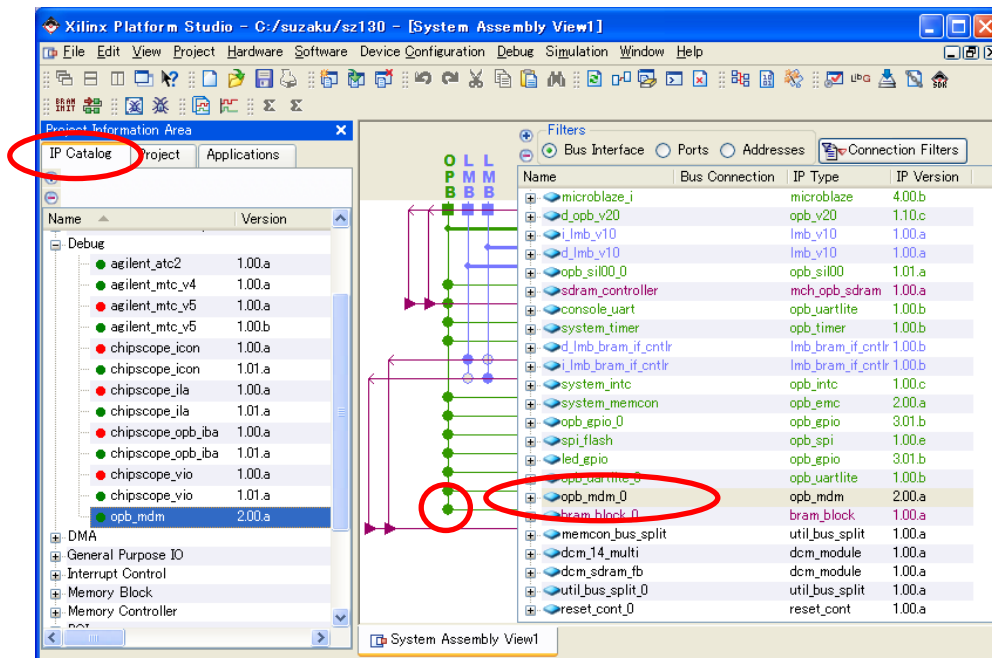 Xilinx Platform Studio - C:/suzaku/sz130 - [System Assembly View1]
File Edit View Project Hardware Software Device Configuration Debug Simulation Window Help
Project Information Area
IP Catalog Project Applications
Name Version
Debug
agilent_atc2 1.00.a
agilent_mtc_v4 1.00.a
agilent_mtc_v5 1.00.a
agilent_mtc_v5 1.00.b
chipscope_icon 1.00.a
chipscope_icon 1.01.a
chipscope_ila 1.00.a
chipscope_ila 1.01.a
chipscope_opb_iba 1.00.a
chipscope_opb_iba 1.01.a
chipscope_vio 1.00.a
chipscope_vio 1.01.a
opb_mdm 2.00.a
DMA
General Purpose IO
Interrupt Control
Memory Block
Memory Controller
OPB LMB LMB
Filters
Bus Interface Ports Addresses Connection Filters
Name Bus Connection IP Type IP Version
microblaze_i microblaze 4.00.b
d_opb_v20 opb_v20 1.10.c
i_lmb_v10 lmb_v10 1.00.a
d_lmb_v10 lmb_v10 1.00.a
opb_sil00_0 opb_sil00 1.01.a
sdram_controller mch_opb_sdram 1.00.a
console_uart opb_uartlite 1.00.b
system_timer opb_timer 1.00.b
d_lmb_bram_if_cntlr lmb_bram_if_cntlr 1.00.b
i_lmb_bram_if_cntlr lmb_bram_if_cntlr 1.00.b
system_intc opb_intc 1.00.c
system_memcon opb_emc 2.00.a
opb_gpio_0 opb_gpio 3.01.b
spi_flash opb_spi 1.00.e
led_gpio opb_gpio 3.01.b
opb_uartlite_0 opb_uartlite 1.00.b
opb_mdm_0 opb_mdm 2.00.a
bram_block_0 bram_block 1.00.a
memcon_bus_split util_bus_split 1.00.a
dcm_14_multi dcm_module 1.00.a
dcm_sdram_fb dcm_module 1.00.a
util_bus_split_0 util_bus_split 1.00.a
reset_cont_0 reset_cont 1.00.a
System Assembly View1